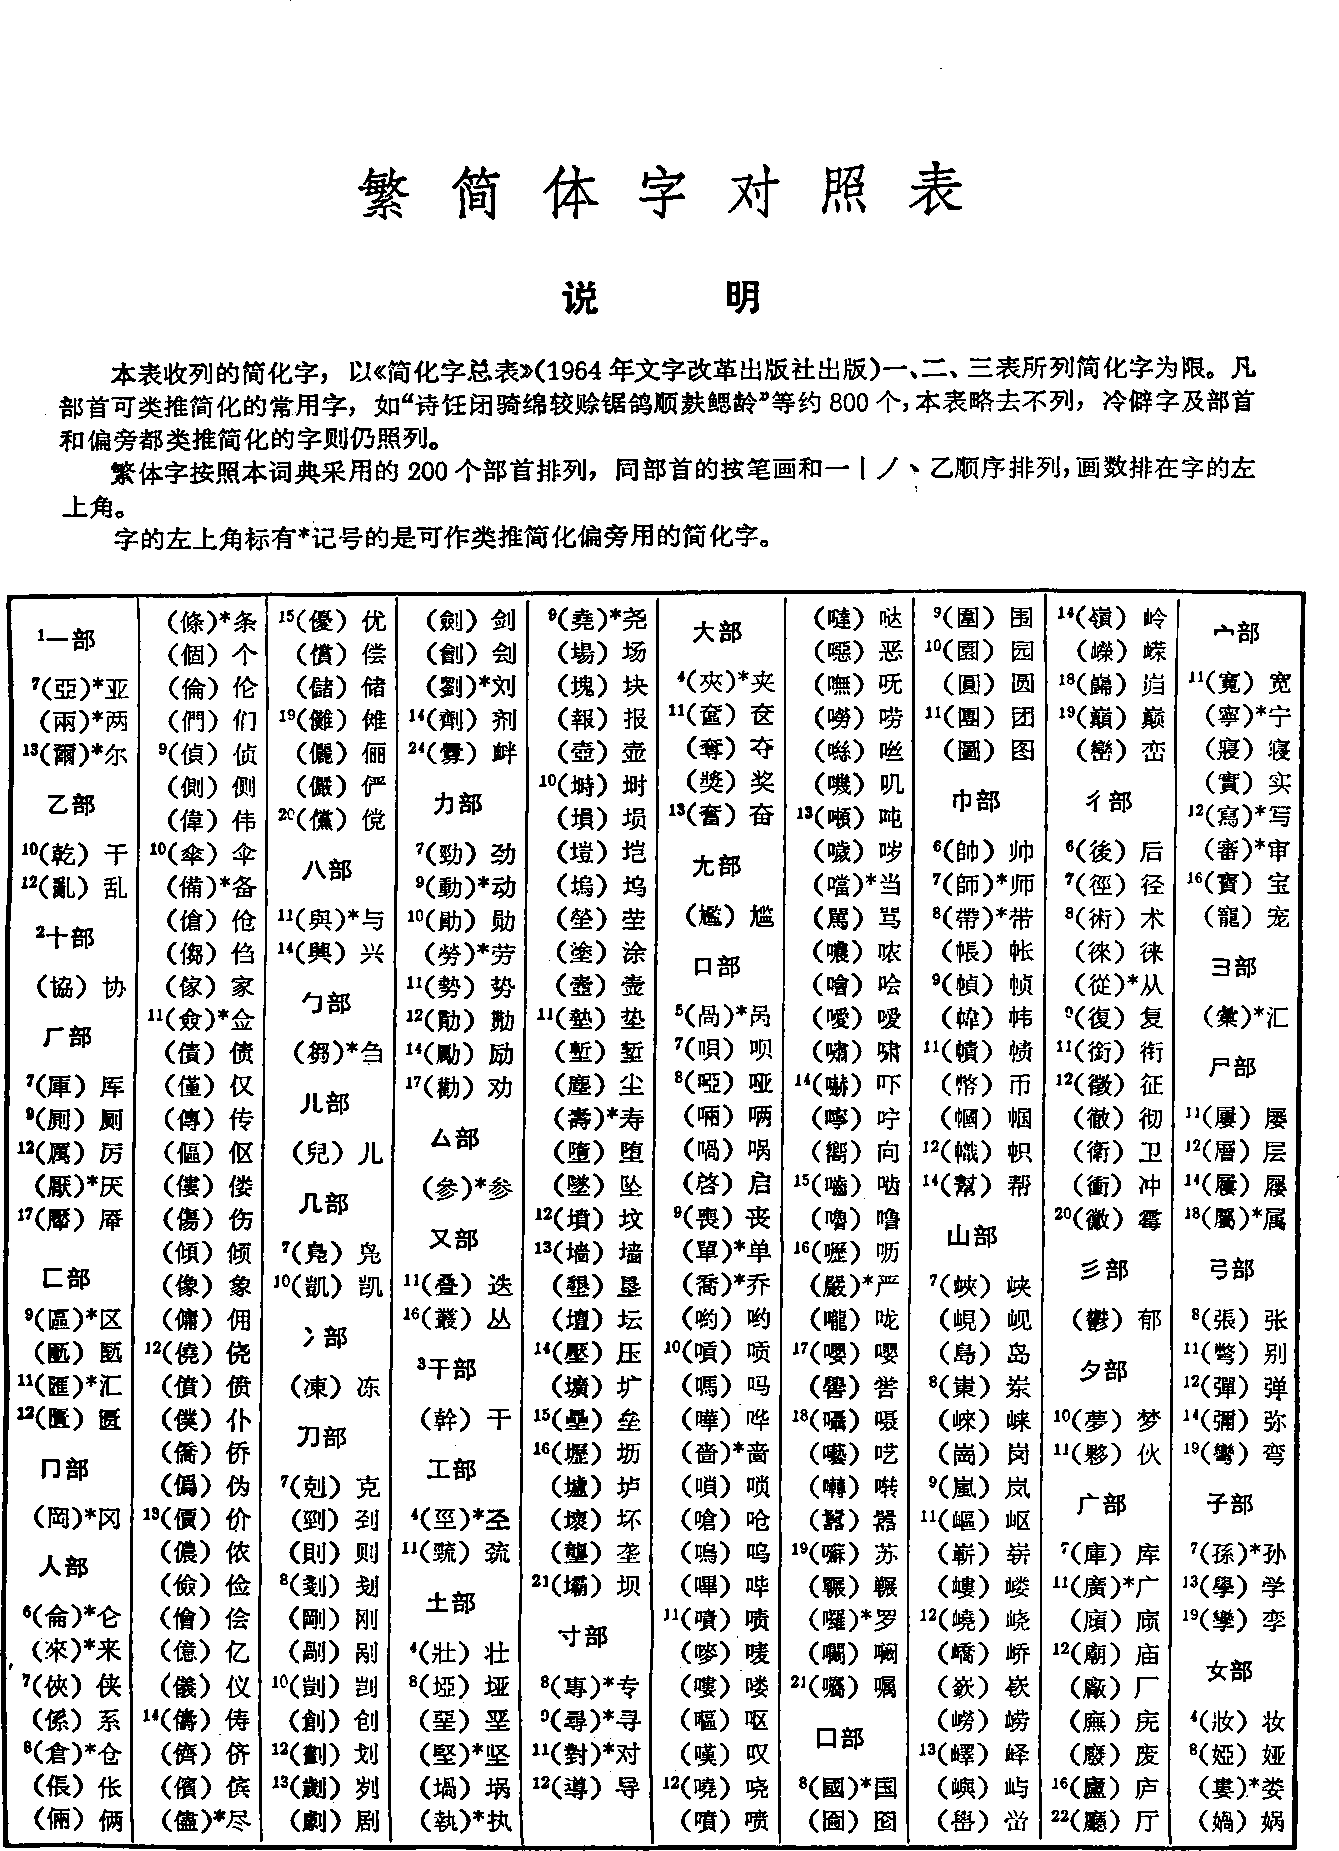 繁简体字对照表
说 明
本表收列的简化字，以《简化字总表》(1964年文字改革出版社出版)一、二、三表所列简化字为限。凡
部首可类推简化的常用字，如“诗饪闭骑绵较赊锯鸽顺麸鳃龄”等约800个，本表略去不列，冷僻字及部首
和偏旁都类推简化的字则仍照列。
繁体字按照本词典采用的200个部首排列，同部首的按笔画和一丨丿丶乙顺序排列，画数排在字的左
上角。
字的左上角标有*记号的是可作类推简化偏旁用的简化字。
1一部
7(亞)*亚
(兩)*两
13(爾)*尔
乙部
10(乾) 干
12(亂) 乱
2十部
(協) 协
厂部
7(厙) 厍
9(厠) 厕
12(厲) 厉
(厭)*厌
17(黶) 厣
匚部
9(區)*区
(匭) 匦
11(匯)*汇
12(匱) 匮
冂部
(岡)*冈
人部
6(侖)*仑
(來)*来
7(俠) 侠
(係) 系
8(倉)*仓
(倀) 伥
(倆) 俩
(條)*条
(個) 个
(倫) 伦
(們) 们
9(偵) 侦
(側) 侧
(偉) 伟
10(傘) 伞
(備)*备
(傖) 伧
(傷) 㑇
(傢) 家
11(僉)*佥
(債) 债
(僅) 仅
(傳) 传
(傴) 伛
(僂) 偻
(傷) 伤
(傾) 倾
(像) 象
(傭) 佣
12(僥) 侥
(僨) 偾
(僕) 仆
(僑) 侨
(僞) 伪
13(價) 价
(儂) 侬
(儉) 俭
(儈) 侩
(億) 亿
(儀) 仪
14(儔) 俦
(儕) 侪
(儐) 傧
(儘)*尽
15(優) 优
(償) 偿
(儲) 储
19(儺) 傩
(儷) 俪
(儼) 俨
20(儻) 傥
八部
11(與)*与
14(興) 兴
勹部
(芻)*刍
儿部
(兒) 儿
几部
7(鳧) 凫
10(凱) 凯
冫部
(凍) 冻
刀部
7(剋) 克
(剄) 刭
(則) 则
8(剗) 刬
(剛) 刚
(剮) 剐
10(剴) 剀
(創) 创
12(劃) 划
13(劌) 刿
(劇) 剧
(劍) 剑
(劊) 刽
(劉)*刘
14(劑) 剂
24(釁) 衅
力部
7(勁) 劲
9(動)*动
10(勛) 勋
(勞)*劳
11(勢) 势
12(勩) 勚
14(勵) 励
17(勸) 劝
厶部
(參)*参
又部
11(叠) 迭
16(叢) 丛
3干部
(幹) 干
工部
4(巠)*𢀖
11(巰) 巯
土部
4(壯) 壮
8(埡) 垭
(堊) 垩
(堅)*坚
(堝) 埚
(執)*执
9(堯)*尧
(場) 场
(塊) 块
(報) 报
(壺) 壶
10(塒) 埘
(塤) 埙
(塏) 垲
(塢) 坞
(塋) 茔
(塗) 涂
(壼) 壸
11(墊) 垫
(塹) 堑
(塵) 尘
(壽)*寿
(墮) 堕
(墜) 坠
12(墳) 坟
13(墻) 墙
(墾) 垦
(壇) 坛
14(壓) 压
(壙) 圹
15(壘) 垒
16(壢) 坜
(壚) 垆
(壞) 坏
(壟) 垄
21(壩) 坝
寸部
8(專)*专
9(尋)*寻
11(對)*对
12(導) 导
大部
4(夾)*夹
11(奩) 奁
(奪) 夺
(奬) 奖
13(奮) 奋
尢部
(尷) 尴
口部
5(咼)*呙
7(唄) 呗
8(啞) 哑
(啢) 唡
(喎) 㖞
(啓) 启
9(喪) 丧
(單)*单
(喬)*乔
(喲) 哟
10(嗊) 唝
(嗎) 吗
(嘩) 哗
(嗇)*啬
(嗩) 唢
(嗆) 呛
(嗚) 呜
(嗶) 哔
11(嘖) 啧
(嘜) 唛
(嘍) 喽
(嘔) 呕
(嘆) 叹
12(嘵) 哓
(噴) 喷
(噠) 哒
(噁) 恶
(嘸) 呒
(嘮) 唠
(噝) 咝
(嘰) 叽
13(噸) 吨
(噦) 哕
(噹)*当
(駡) 骂
(噥) 哝
(噲) 哙
(噯) 嗳
(嘯) 啸
14(嚇) 吓
(嚀) 咛
(嚮) 向
15(嚙) 啮
(嚕) 噜
16(嚦) 呖
(嚴)*严
(嚨) 咙
17(嚶) 嘤
(嚳) 喾
18(囁) 嗫
(囈) 呓
(囀) 啭
(囂) 嚣
19(囌) 苏
(囅) 冁
(囉)*罗
(囒) 㘓
21(囑) 嘱
囗部
8(國)*国
(圇) 囵
9(圍) 围
10(園) 园
(圓) 圆
11(團) 团
(圖) 图
巾部
6(帥) 帅
7(師)*师
8(帶)*带
(帳) 帐
9(幀) 帧
(幃) 帏
11(幘) 帻
(幣) 币
(幗) 帼
12(幟) 帜
14(幫) 帮
山部
7(峽) 峡
(峴) 岘
(島) 岛
8(崬) 岽
(崍) 崃
(崗) 岗
9(嵐) 岚
11(嶇) 岖
(嶄) 崭
(嶁) 嵝
12(嶢) 峣
(嶠) 峤
(嶔) 嵚
(嶗) 崂
13(嶧) 峄
(嶼) 屿
(嶨) 峃
14(嶺) 岭
(嶸) 嵘
18(巋) 岿
19(巔) 巅
(巒) 峦
彳部
6(後) 后
7(徑) 径
8(術) 术
(徠) 徕
(從)*从
9(復) 复
11(銜) 衔
12(徵) 征
(徹) 彻
(衛) 卫
(衝) 冲
20(黴) 霉
彡部
(鬱) 郁
夕部
10(夢) 梦
11(夥) 伙
广部
7(庫) 库
11(廣)*广
(廎) 庼
12(廟) 庙
(廠) 厂
(廡) 庑
(廢) 废
16(廬) 庐
22(廳) 厅
宀部
11(寬) 宽
(寧)*宁
(寢) 寝
(實) 实
12(寫)*写
(審)*审
16(寶) 宝
(寵) 宠
彐部
(彙)*汇
尸部
11(屢) 屡
12(層) 层
14(屨) 屦
18(屬)*属
弓部
8(張) 张
11(彆) 别
12(彈) 弹
14(彌) 弥
19(彎) 弯
子部
7(孫)*孙
13(學) 学
19(孿) 孪
女部
4(妝) 妆
8(婭) 娅
(婁)*娄
(媧) 娲